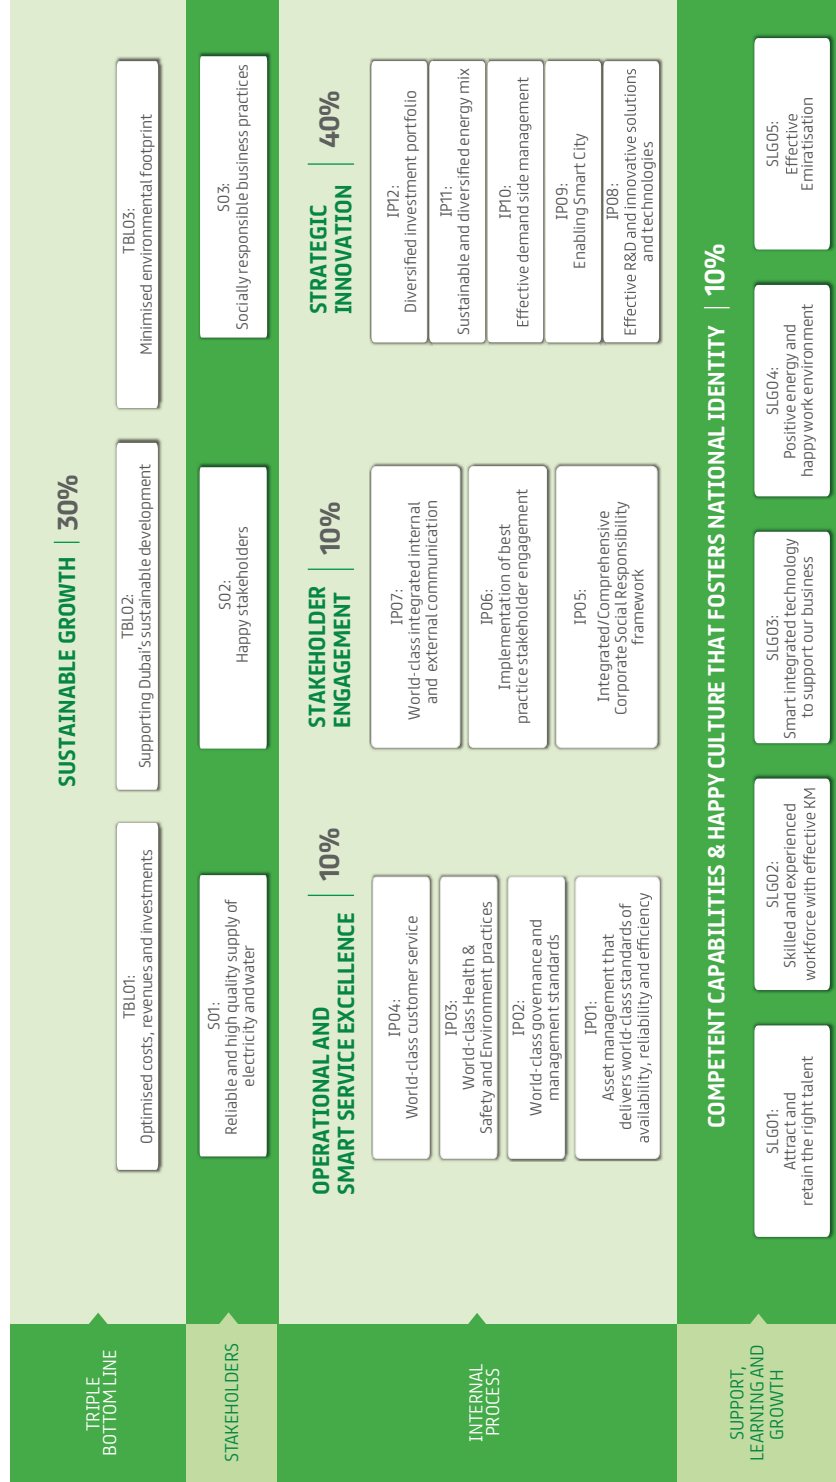 TRIPLE
BOTTOM LINE
SUSTAINABLE GROWTH | 30%
TBL01:
Optimised costs, revenues and investments
TBL02:
Supporting Dubai's sustainable development
TBL03:
Minimised environmental footprint
STAKEHOLDERS
S01:
Reliable and high quality supply of
electricity and water
S02:
Happy stakeholders
S03:
Socially responsible business practices
INTERNAL
PROCESS
OPERATIONAL AND
SMART SERVICE EXCELLENCE | 10%
IP04:
World-class customer service
IP03:
World-class Health &
Safety and Environment practices
IP02:
World-class governance and
management standards
IP01:
Asset management that
delivers world-class standards of
availability, reliability and efficiency
STAKEHOLDER
ENGAGEMENT | 10%
IP07:
World-class integrated internal
and external communication
IP06:
Implementation of best
practice stakeholder engagement
IP05:
Integrated/Comprehensive
Corporate Social Responsibility
framework
STRATEGIC
INNOVATION | 40%
IP12:
Diversified investment portfolio
IP11:
Sustainable and diversified energy mix
IP10:
Effective demand side management
IP09:
Enabling Smart City
IP08:
Effective R&D and innovative solutions
and technologies
SUPPORT,
LEARNING AND
GROWTH
COMPETENT CAPABILITIES & HAPPY CULTURE THAT FOSTERS NATIONAL IDENTITY | 10%
SLG01:
Attract and
retain the right talent
SLG02:
Skilled and experienced
workforce with effective KM
SLG03:
Smart integrated technology
to support our business
SLG04:
Positive energy and
happy work environment
SLG05:
Effective
Emiratisation